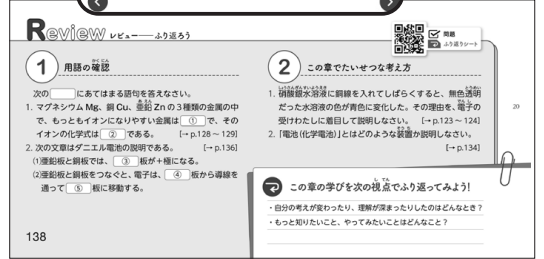 Review レビュー——ふり返ろう
問題
ふり返りシート
1 用語の確認
次の□にあてはまる語句を答えなさい。
1. マグネシウム Mg、銅 Cu、亜鉛 Zn の3種類の金属の中
で、もっともイオンになりやすい金属は ① で、その
イオンの化学式は ② である。 [→p.128～129]
2. 次の文章はダニエル電池の説明である。 [→p.136]
(1)亜鉛板と銅板では、 ③ 板が＋極になる。
(2)亜鉛板と銅板をつなぐと、電子は、 ④ 板から導線を
通って ⑤ 板に移動する。
138
2 この章でたいせつな考え方
1. 硝酸銀水溶液に銅線を入れてしばらくすると、無色透明
だった水溶液の色が青色に変化した。その理由を、電子の
受けわたしに着目して説明しなさい。 [→p.123～124]
2. 「電池(化学電池)」とはどのような装置か説明しなさい。
[→p.134]
20
この章の学びを次の視点でふり返ってみよう!
・自分の考えが変わったり、理解が深まったりしたのはどんなとき?
・もっと知りたいこと、やってみたいことはどんなこと?